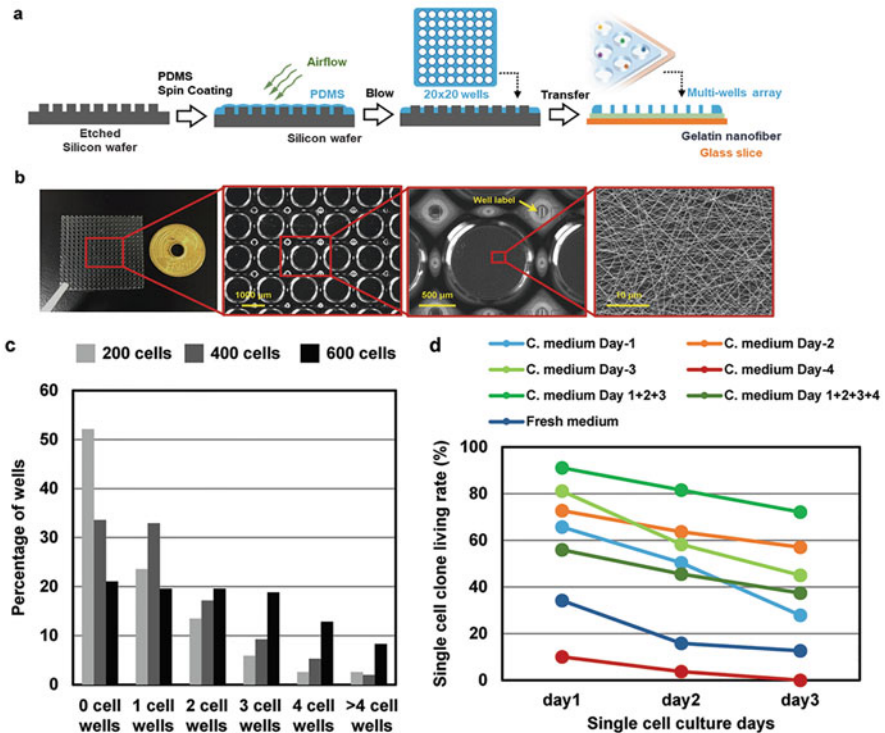 a
PDMS
Spin Coating
Airflow
PDMS
Blow
20x20 wells
Transfer
Multi-wells array
Etched
Silicon wafer
Silicon wafer
Gelatin nanofiber
Glass slice
b
Well label
1000 µm
500 µm
10 µm
c
200 cells
400 cells
600 cells
Percentage of wells
60
50
40
30
20
10
0
0 cell wells
1 cell wells
2 cell wells
3 cell wells
4 cell wells
>4 cell wells
d
C. medium Day-1
C. medium Day-2
C. medium Day-3
C. medium Day-4
C. medium Day 1+2+3
C. medium Day 1+2+3+4
Fresh medium
Single cell clone living rate (%)
100
80
60
40
20
0
day1
day2
day3
Single cell culture days